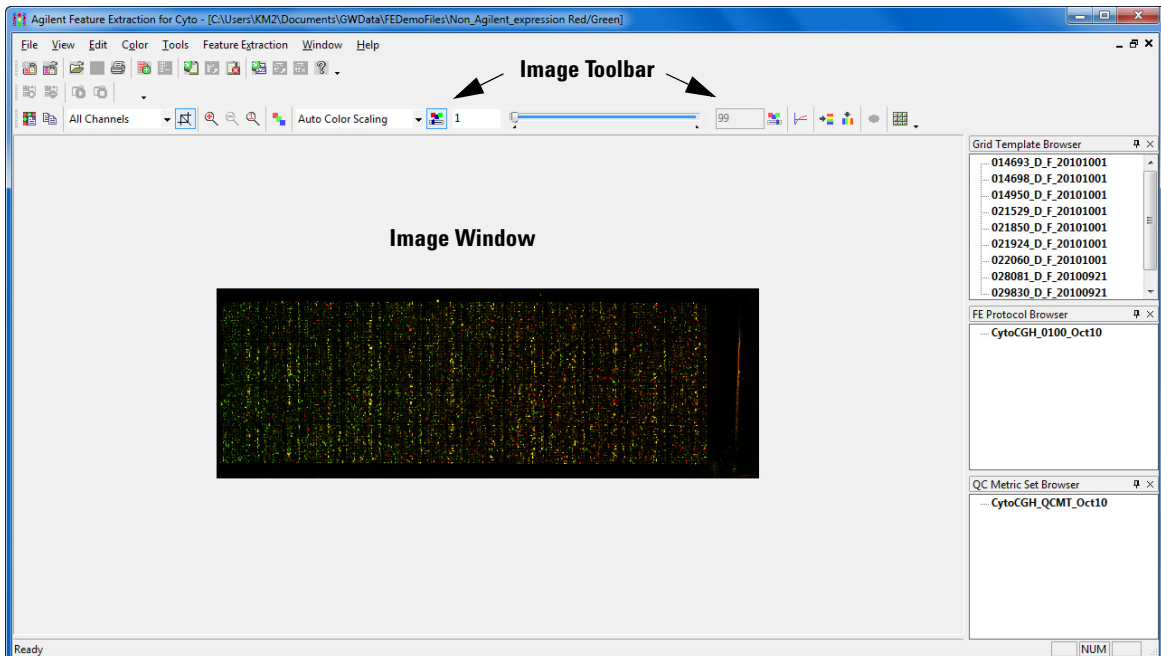 Agilent Feature Extraction for Cyto - [C:\Users\KM2\Documents\GWData\FEDemoFiles\Non_Agilent_expression Red/Green]
File View Edit Color Tools Feature Extraction Window Help
Image Toolbar
All Channels Auto Color Scaling 1 99
Grid Template Browser
014693_D_F_20101001
014698_D_F_20101001
014950_D_F_20101001
021529_D_F_20101001
021850_D_F_20101001
021924_D_F_20101001
022060_D_F_20101001
028081_D_F_20100921
029830_D_F_20100921
Image Window
FE Protocol Browser
CytoCGH_0100_Oct10
QC Metric Set Browser
CytoCGH_QCMT_Oct10
Ready NUM